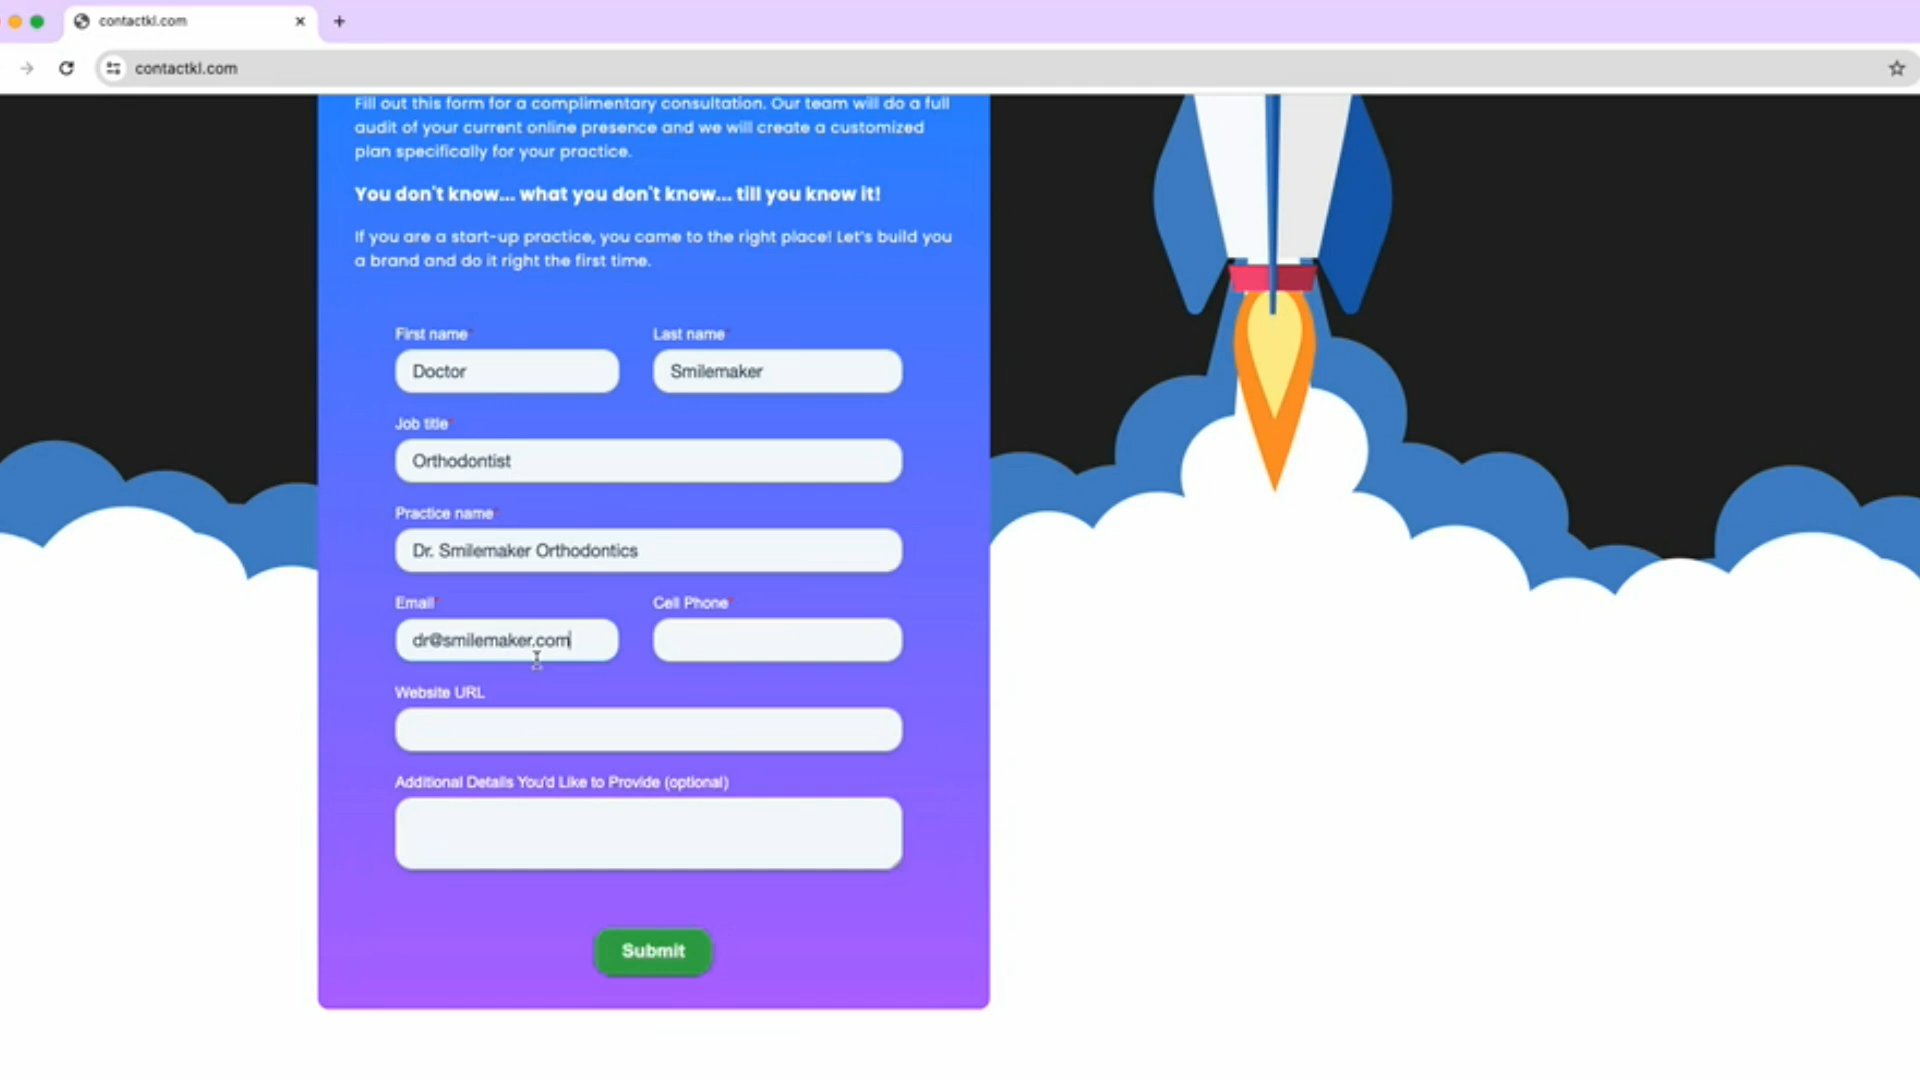 contactkl.com
contactkl.com
Fill out this form for a complimentary consultation. Our team will do a full
audit of your current online presence and we will create a customized
plan specifically for your practice.
You don't know... what you don't know... till you know it!
If you are a start-up practice, you came to the right place! Let's build you
a brand and do it right the first time.
First name* Last name*
Doctor Smilemaker
Job title*
Orthodontist
Practice name*
Dr. Smilemaker Orthodontics
Email* Cell Phone*
dr@smilemaker.com
Website URL
Additional Details You'd Like to Provide (optional)
Submit